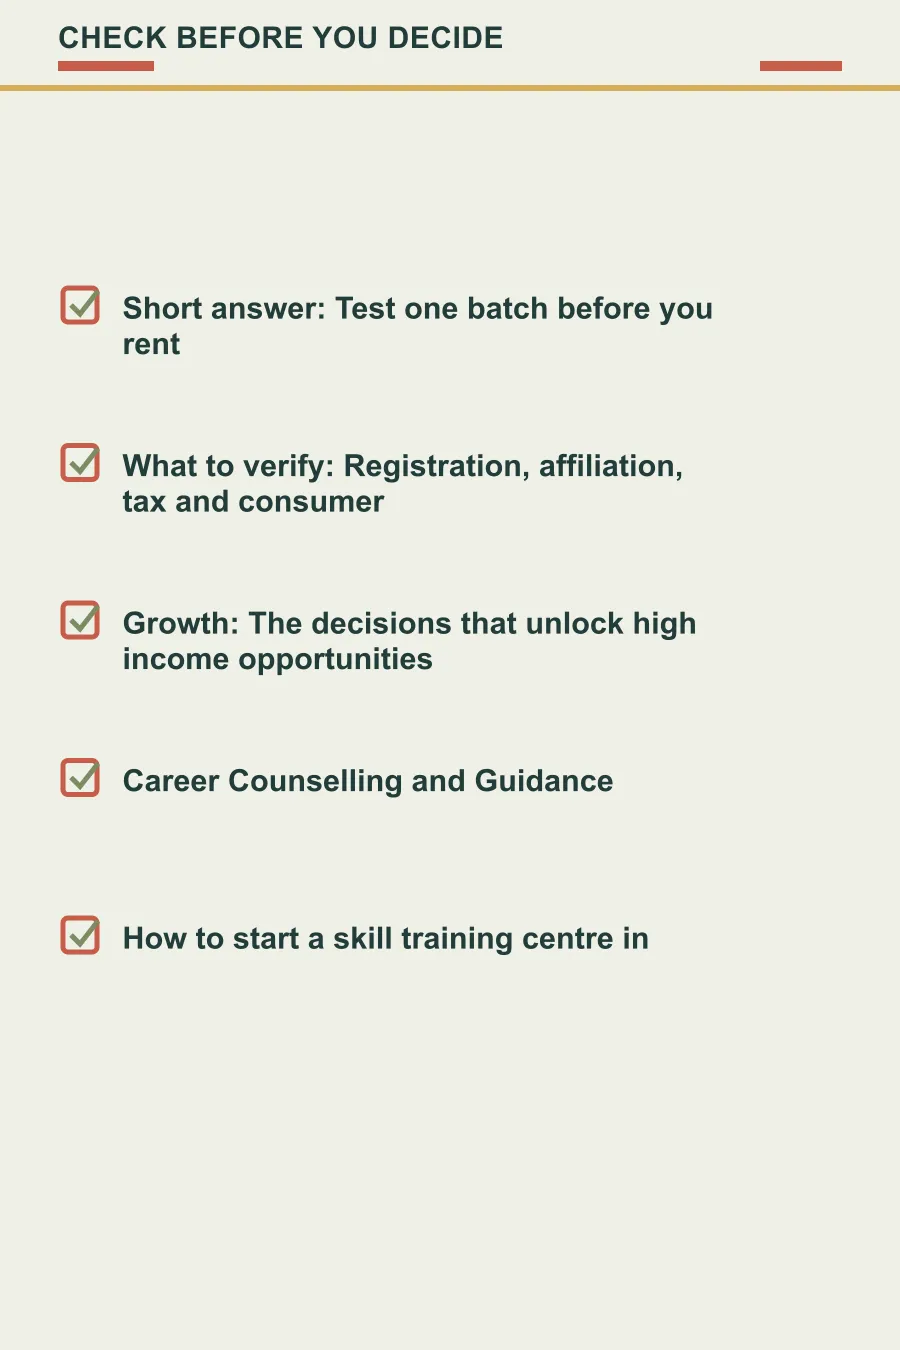 CHECK BEFORE YOU DECIDE
Short answer: Test one batch before you
rent
What to verify: Registration, affiliation,
tax and consumer
Growth: The decisions that unlock high
income opportunities
Career Counselling and Guidance
How to start a skill training centre in